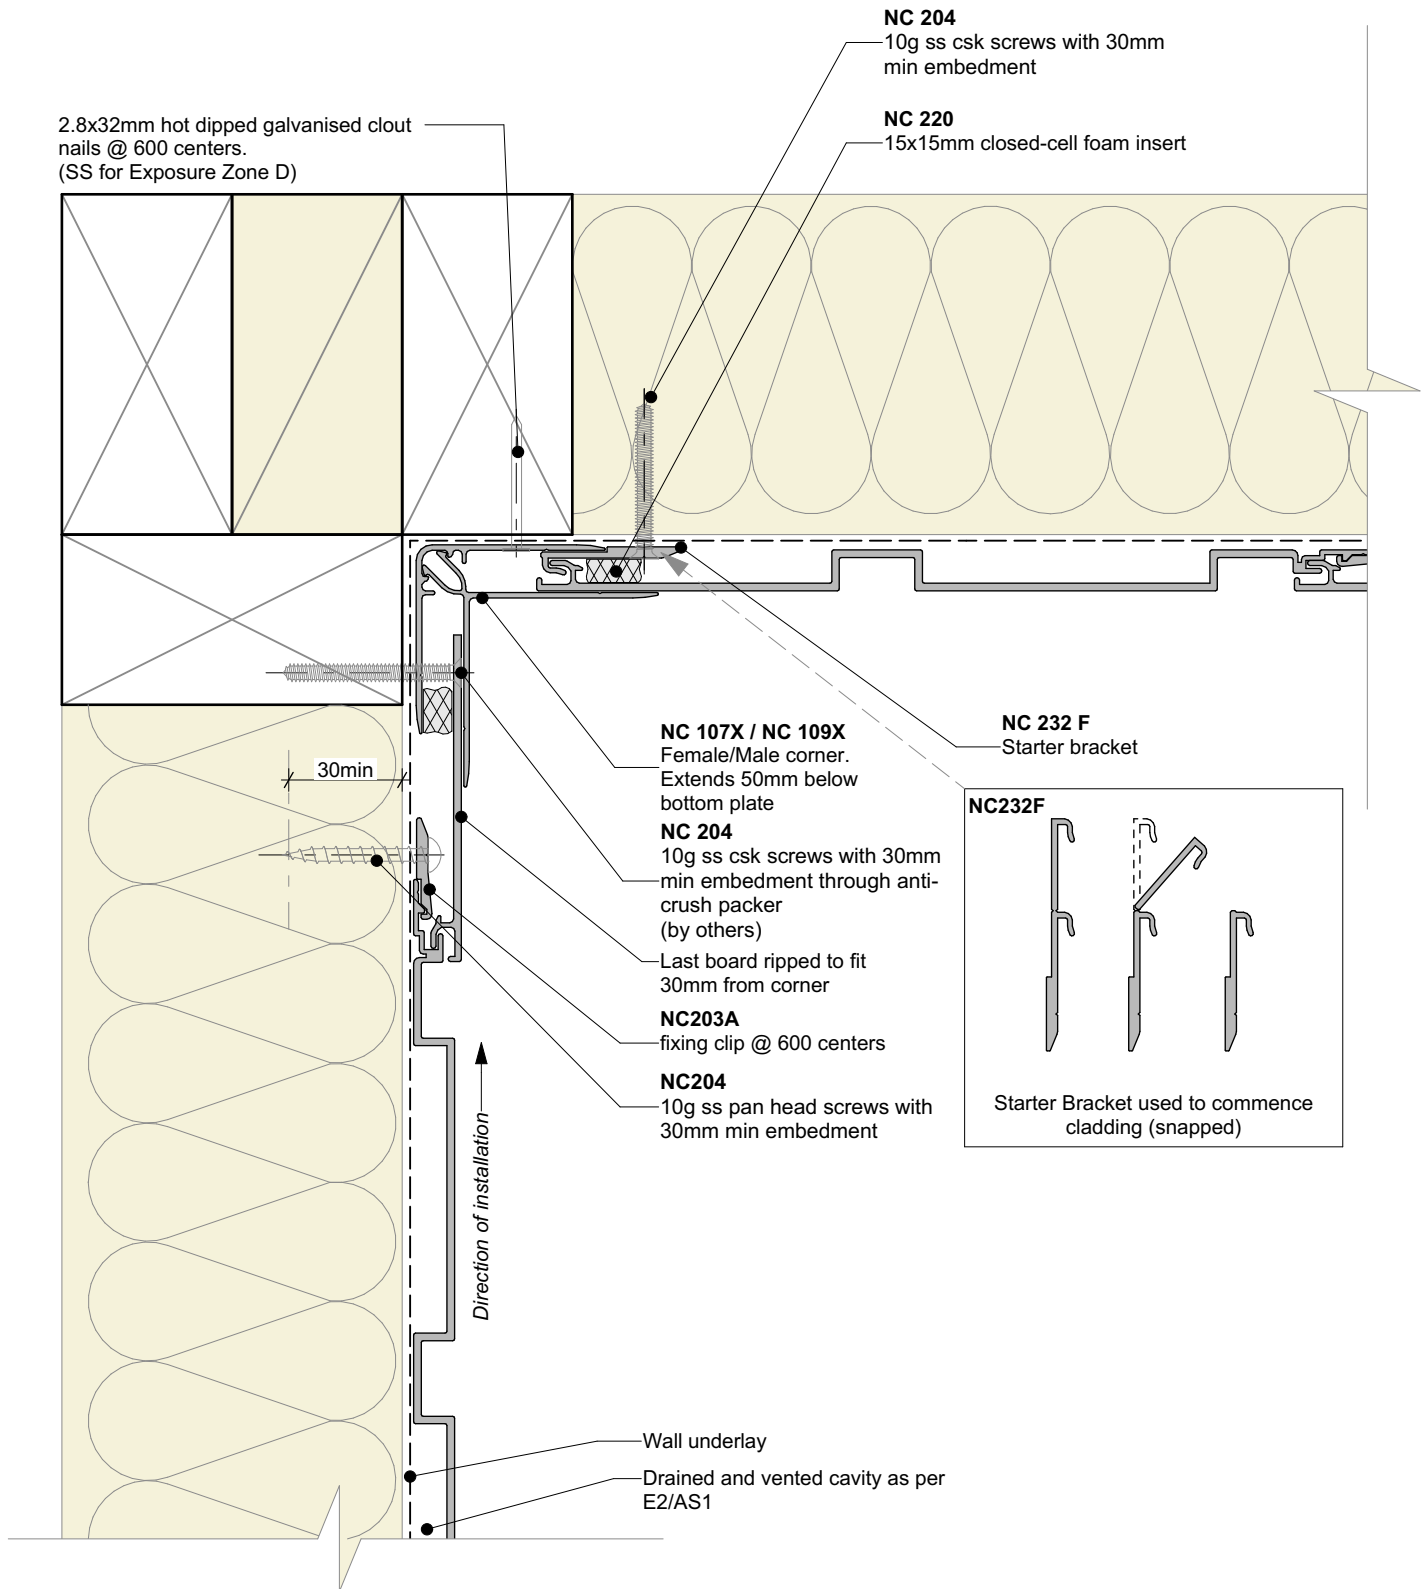 NC 204
10g ss csk screws with 30mm
min embedment
NC 220
15x15mm closed-cell foam insert
2.8x32mm hot dipped galvanised clout
nails @ 600 centers.
(SS for Exposure Zone D)
30min
NC 107X / NC 109X
Female/Male corner.
Extends 50mm below
bottom plate
NC 204
10g ss csk screws with 30mm
min embedment through anti-
crush packer
(by others)
Last board ripped to fit
30mm from corner
NC203A
fixing clip @ 600 centers
NC204
10g ss pan head screws with
30mm min embedment
NC 232 F
Starter bracket
NC232F
Starter Bracket used to commence
cladding (snapped)
Direction of installation
Wall underlay
Drained and vented cavity as per
E2/AS1